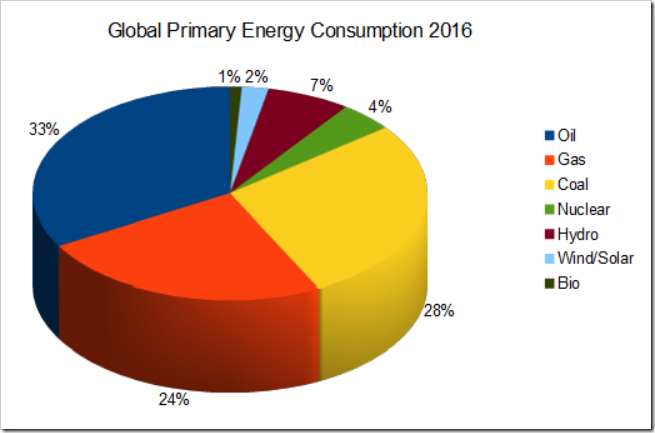 Global Primary Energy Consumption 2016
1% 2%
7%
4%
33%
28%
24%
Oil
Gas
Coal
Nuclear
Hydro
Wind/Solar
Bio